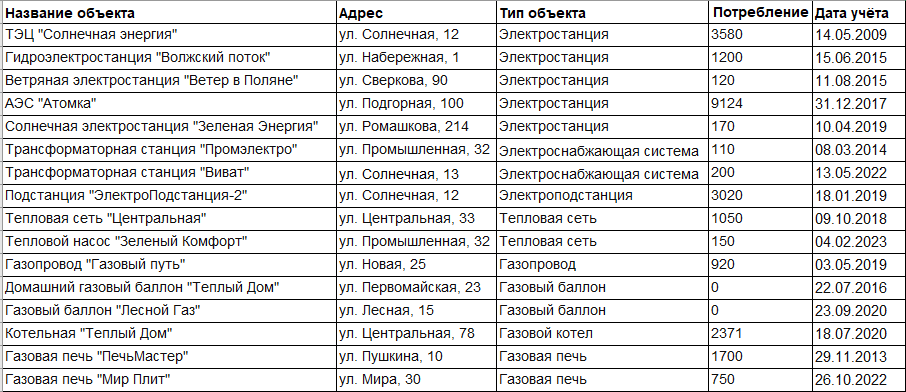 Название объекта Адрес Тип объекта Потребление Дата учёта
ТЭЦ "Солнечная энергия" ул. Солнечная, 12 Электростанция 3580 14.05.2009
Гидроэлектростанция "Волжский поток" ул. Набережная, 1 Электростанция 1200 15.06.2015
Ветряная электростанция "Ветер в Поляне" ул. Сверкова, 90 Электростанция 120 11.08.2015
АЭС "Атомка" ул. Подгорная, 100 Электростанция 9124 31.12.2017
Солнечная электростанция "Зеленая Энергия" ул. Ромашкова, 214 Электростанция 170 10.04.2019
Трансформаторная станция "Промэлектро" ул. Промышленная, 32 Электроснабжающая система 110 08.03.2014
Трансформаторная станция "Виват" ул. Солнечная, 13 Электроснабжающая система 200 13.05.2022
Подстанция "ЭлектроПодстанция-2" ул. Солнечная, 12 Электроподстанция 3020 18.01.2019
Тепловая сеть "Центральная" ул. Центральная, 33 Тепловая сеть 1050 09.10.2018
Тепловой насос "Зеленый Комфорт" ул. Промышленная, 32 Тепловая сеть 150 04.02.2023
Газопровод "Газовый путь" ул. Новая, 25 Газопровод 920 03.05.2019
Домашний газовый баллон "Теплый Дом" ул. Первомайская, 23 Газовый баллон 0 22.07.2016
Газовый баллон "Лесной Газ" ул. Лесная, 15 Газовый баллон 0 23.09.2020
Котельная "Теплый Дом" ул. Центральная, 78 Газовой котел 2371 18.07.2020
Газовая печь "ПечьМастер" ул. Пушкина, 10 Газовая печь 1700 29.11.2013
Газовая печь "Мир Плит" ул. Мира, 30 Газовая печь 750 26.10.2022